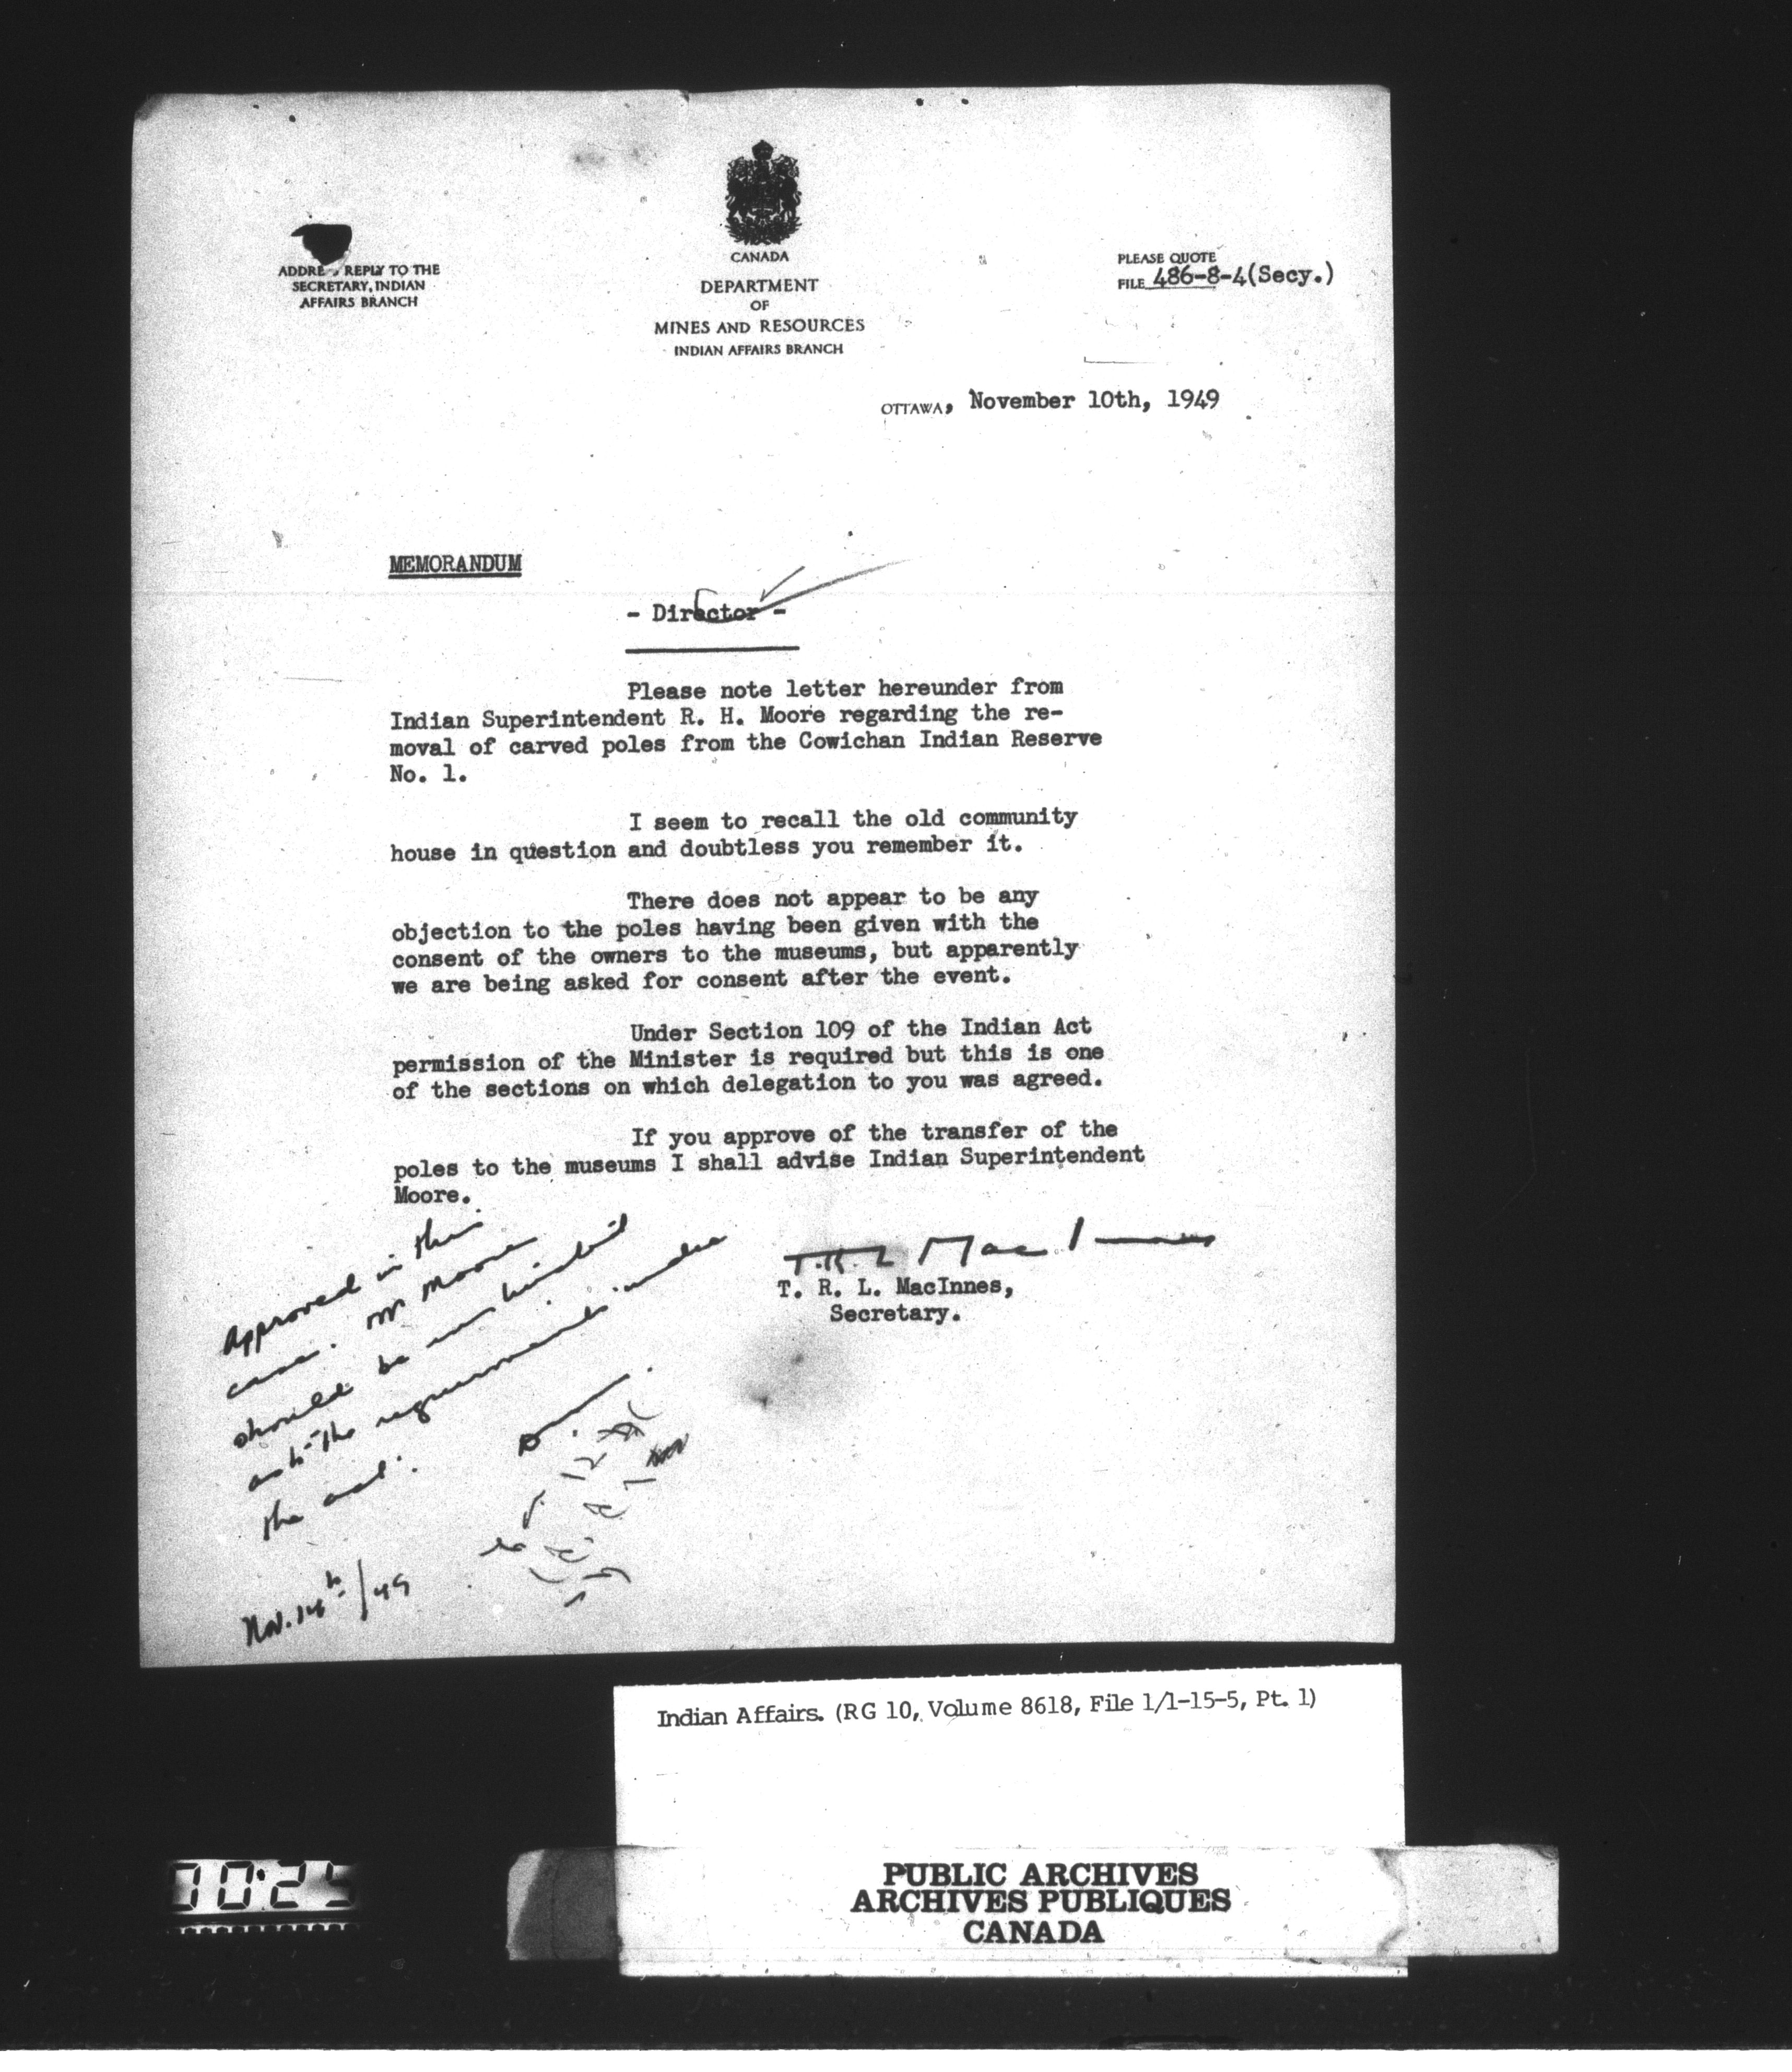 ADDRE REPLY TO THE
SECRETARY, INDIAN
AFFAIRS BRANCH
CANADA
DEPARTMENT
OF
MINES AND RESOURCES
INDIAN AFFAIRS BRANCH
PLEASE QUOTE
FILE 486-8-4(Secy.)
OTTAWA, November 10th, 1949
MEMORANDUM
- Director -
Please note letter hereunder from
Indian Superintendent R. H. Moore regarding the re-
moval of carved poles from the Cowichan Indian Reserve
No. 1.
I seem to recall the old community
house in question and doubtless you remember it.
There does not appear to be any
objection to the poles having been given with the
consent of the owners to the museums, but apparently
we are being asked for consent after the event.
Under Section 109 of the Indian Act
permission of the Minister is required but this is one
of the sections on which delegation to you was agreed.
If you approve of the transfer of the
poles to the museums I shall advise Indian Superintendent
Moore.
T.R.L MacInnes
T. R. L. MacInnes,
Secretary.
Approved in this
case. Mr Moore
should be reminded
as to the requirements under
the act.
Nov. 14th/49
Indian Affairs. (RG 10, Volume 8618, File 1/1-15-5, Pt. 1)
PUBLIC ARCHIVES
ARCHIVES PUBLIQUES
CANADA